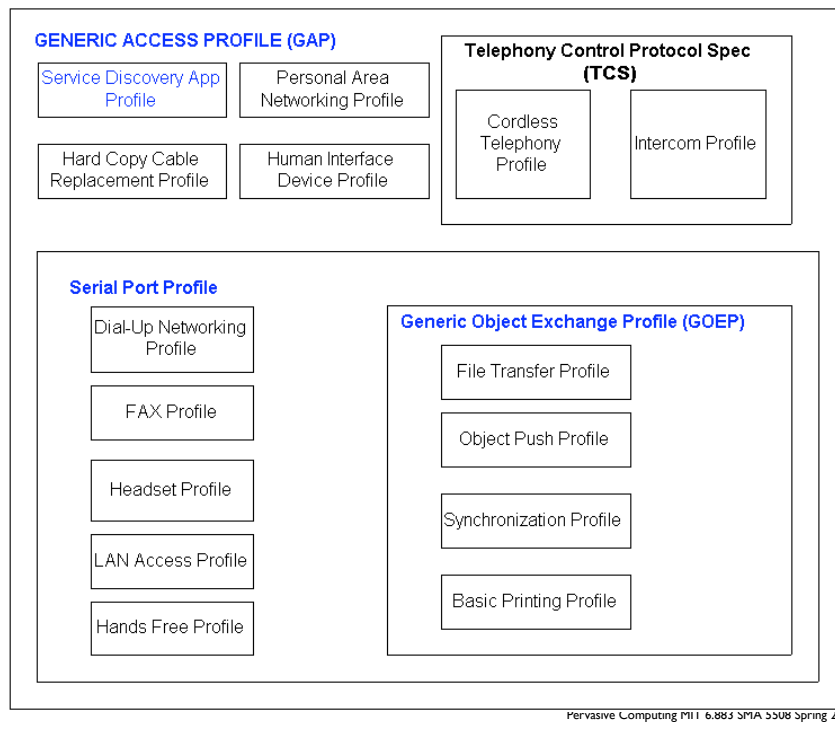 GENERIC ACCESS PROFILE (GAP)
Service Discovery App
Profile
Personal Area
Networking Profile
Hard Copy Cable
Replacement Profile
Human Interface
Device Profile
Telephony Control Protocol Spec
(TCS)
Cordless
Telephony
Profile
Intercom Profile
Serial Port Profile
Dial-Up Networking
Profile
FAX Profile
Headset Profile
LAN Access Profile
Hands Free Profile
Generic Object Exchange Profile (GOEP)
File Transfer Profile
Object Push Profile
Synchronization Profile
Basic Printing Profile
Pervasive Computing MIT 6.883 SMA 5508 Spring